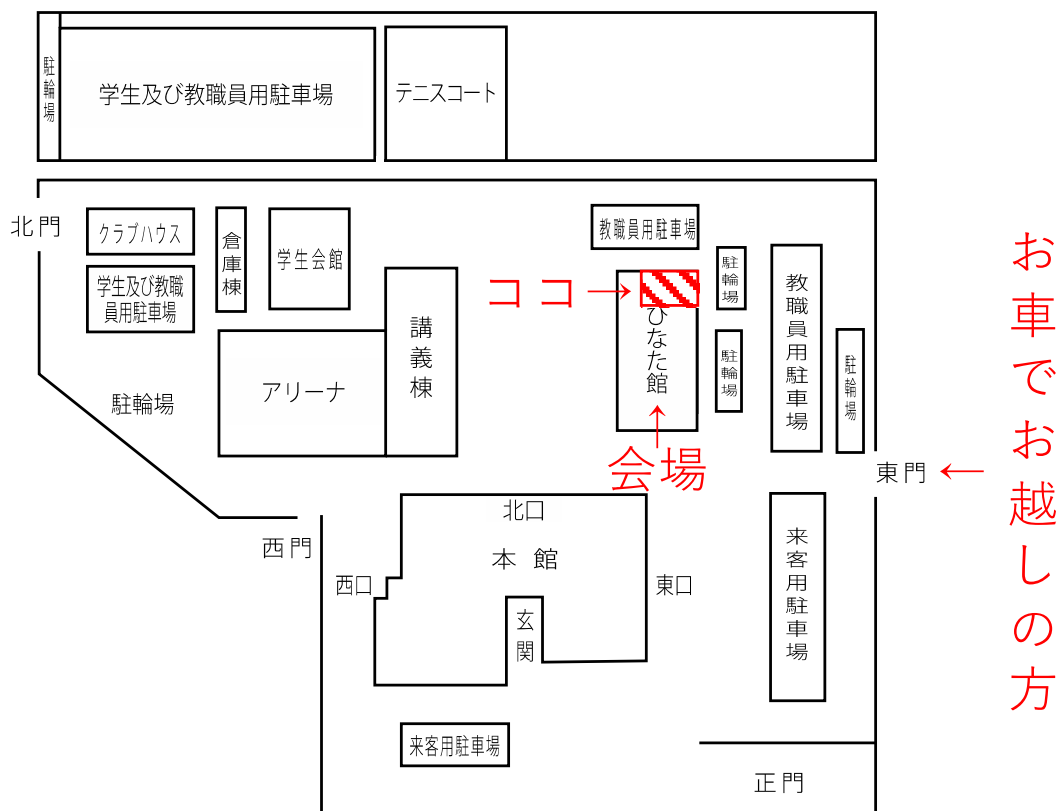 駐輪場
学生及び教職員用駐車場
テニスコート
北門
クラブハウス
倉庫棟
学生会館
学生及び教職
員用駐車場
駐輪場
アリーナ
講義棟
教職員用駐車場
ココ→
ひなた館
↑
会場
駐輪場
駐輪場
教職員用駐車場
駐輪場
東門
←
お車でお越しの方
西門
北口
本館
西口
東口
玄関
来客用駐車場
来客用駐車場
正門